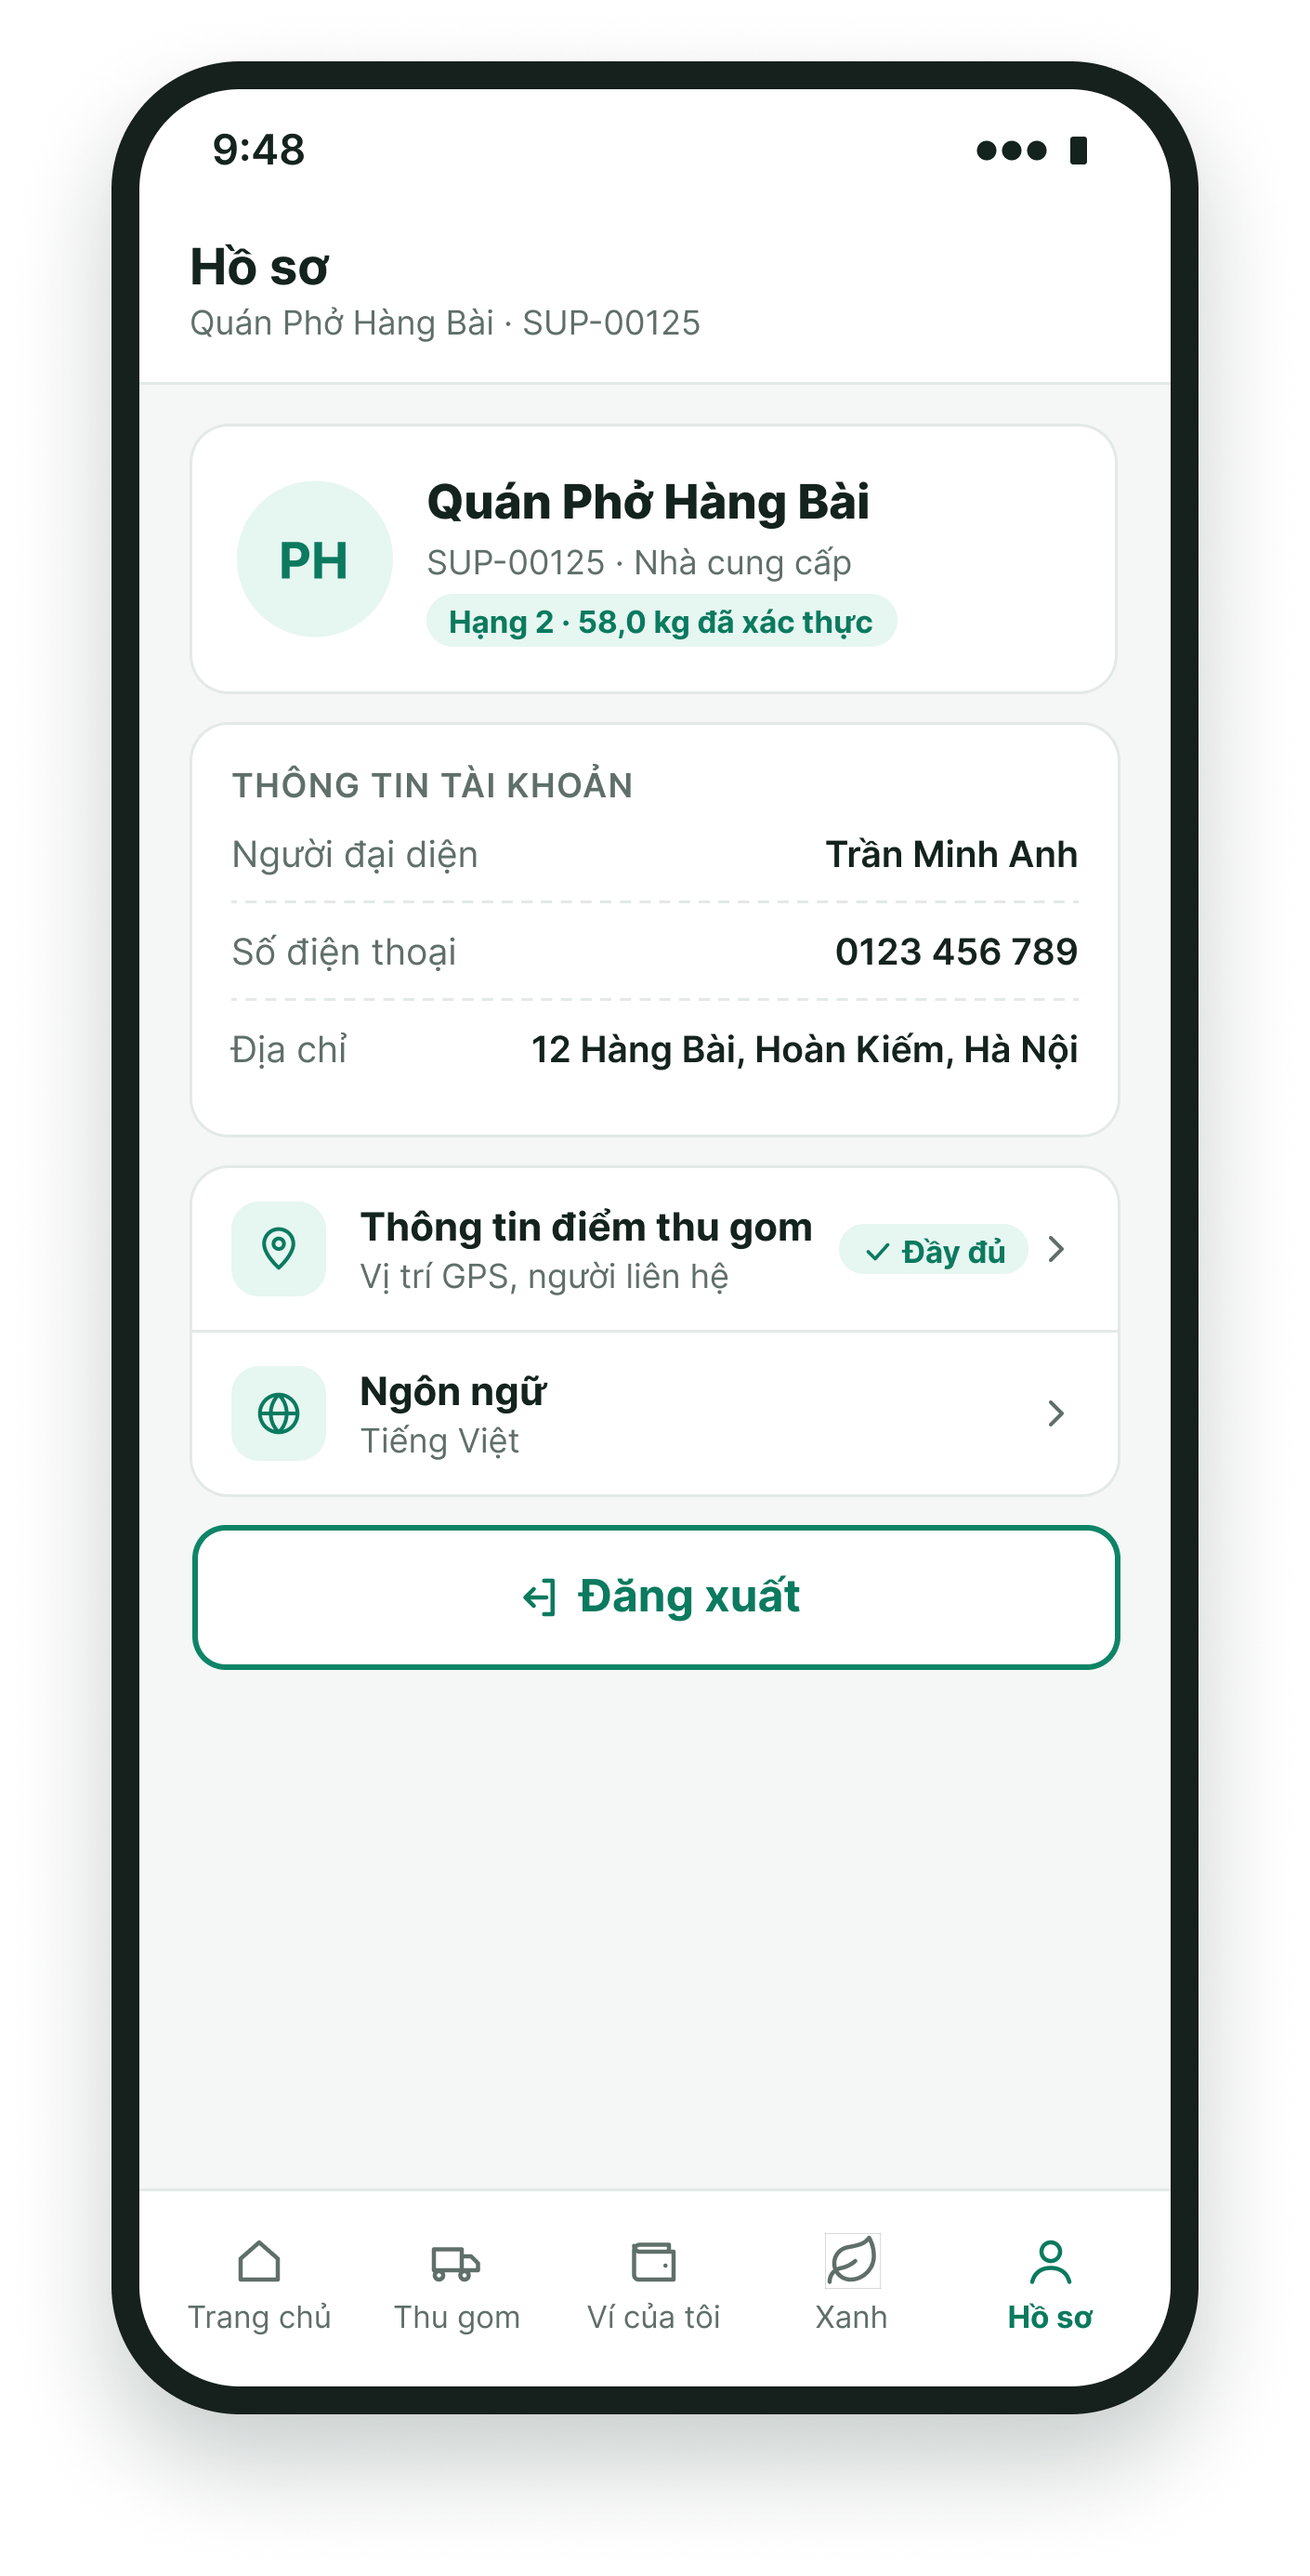 9:48
Hồ sơ
Quán Phở Hàng Bài · SUP-00125
PH
Quán Phở Hàng Bài
SUP-00125 · Nhà cung cấp
Hạng 2 · 58,0 kg đã xác thực
THÔNG TIN TÀI KHOẢN
Người đại diện Trần Minh Anh
Số điện thoại 0123 456 789
Địa chỉ 12 Hàng Bài, Hoàn Kiếm, Hà Nội
Thông tin điểm thu gom
Vị trí GPS, người liên hệ
Đầy đủ
Ngôn ngữ
Tiếng Việt
Đăng xuất
Trang chủ Thu gom Ví của tôi Xanh Hồ sơ